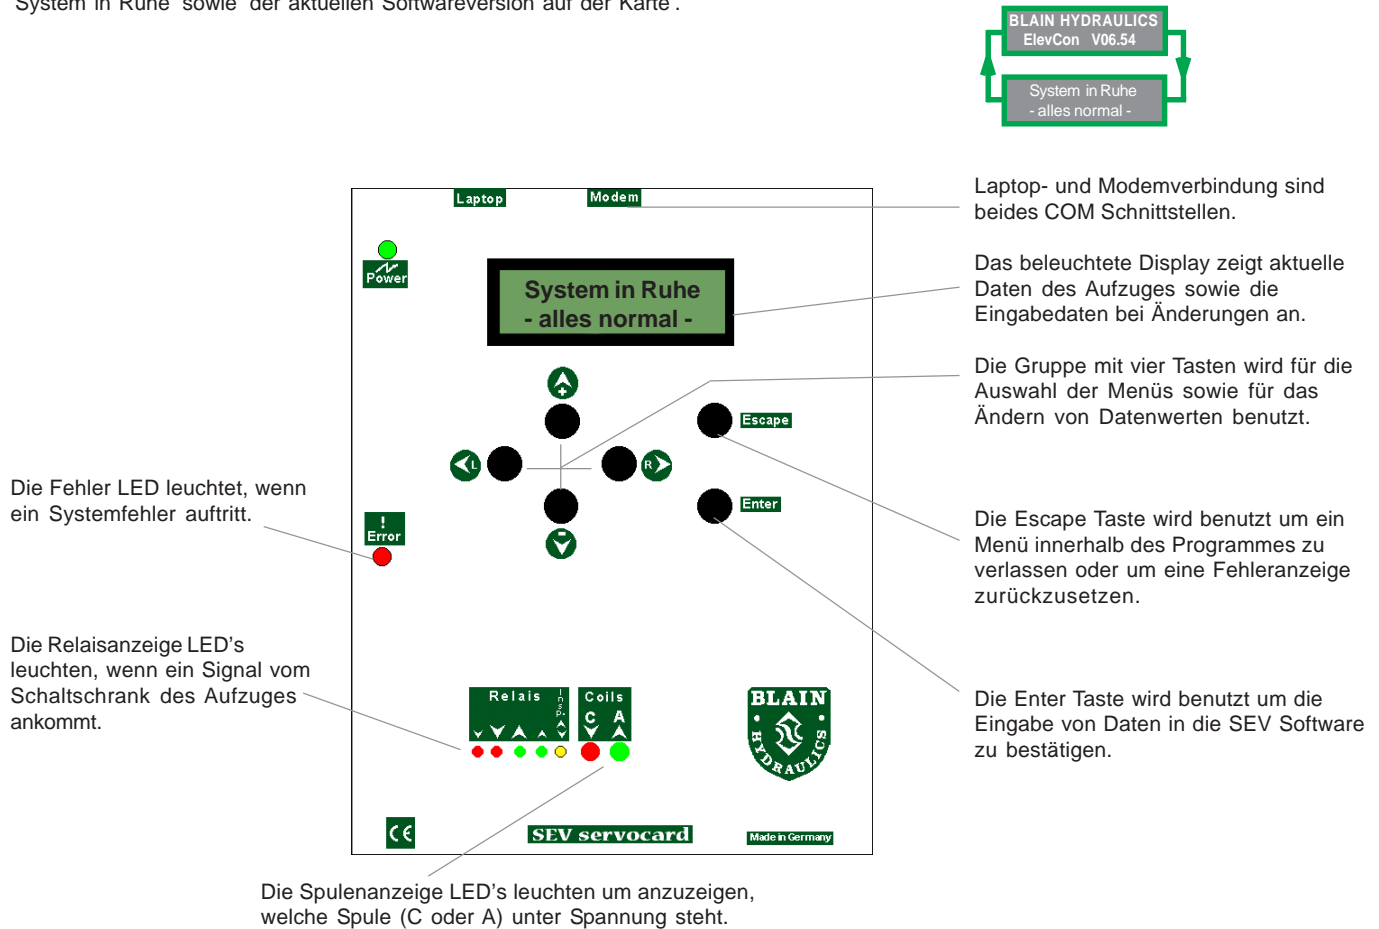 System in Ruhe' sowie 'der aktuellen Softwareversion auf der Karte'.
BLAIN HYDRAULICS
ElevCon V06.54
System in Ruhe
- alles normal -
Laptop
Modem
Laptop- und Modemverbindung sind
beides COM Schnittstellen.
Power
System in Ruhe
- alles normal -
Das beleuchtete Display zeigt aktuelle
Daten des Aufzuges sowie die
Eingabedaten bei Änderungen an.
Die Gruppe mit vier Tasten wird für die
Auswahl der Menüs sowie für das
Ändern von Datenwerten benutzt.
+
Escape
L
R
Die Fehler LED leuchtet, wenn
ein Systemfehler auftritt.
Enter
-
!
Error
Die Escape Taste wird benutzt um ein
Menü innerhalb des Programmes zu
verlassen oder um eine Fehleranzeige
zurückzusetzen.
Die Relaisanzeige LED's
leuchten, wenn ein Signal vom
Schaltschrank des Aufzuges
ankommt.
Relais
Insp.
Coils
C A
BLAIN
HYDRAULICS
Die Enter Taste wird benutzt um die
Eingabe von Daten in die SEV Software
zu bestätigen.
CE
SEV servocard
Made in Germany
Die Spulenanzeige LED's leuchten um anzuzeigen,
welche Spule (C oder A) unter Spannung steht.